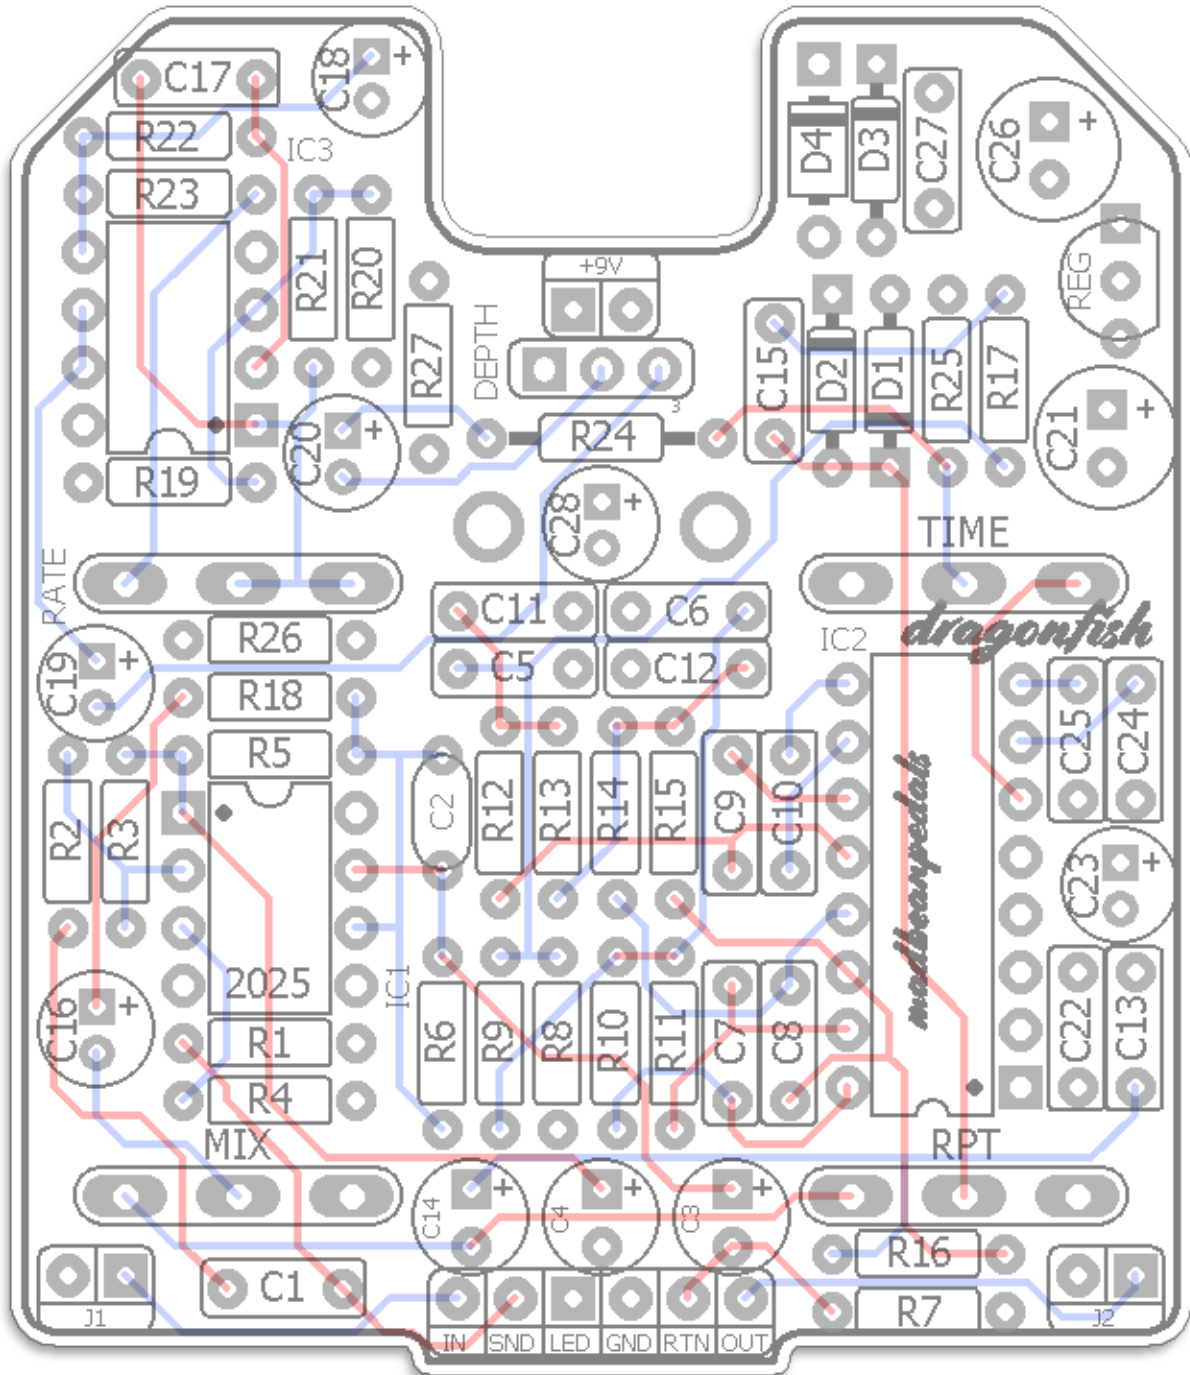 C17
C18
+
R22
IC3
R23
R21
R20
R19
R27
C20
+
DEPTH
+9V
3
R24
C28
+
D4
D3
C27
C26
+
REG
C15
D2
D1
R25
R17
C21
+
TIME
RATE
C19
+
R26
R18
R5
C11
C6
C5
C12
IC2
dragonfish
madbeanpedals
C25
C24
R2
R3
C2
R12
R13
R14
R15
C9
C10
C23
+
2025
IC1
C16
+
R1
R4
R6
R9
R8
R10
R11
C7
C8
C22
C13
MIX
RPT
C14
+
C4
+
C3
+
R16
R7
J1
C1
J2
IN SND LED GND RTN OUT